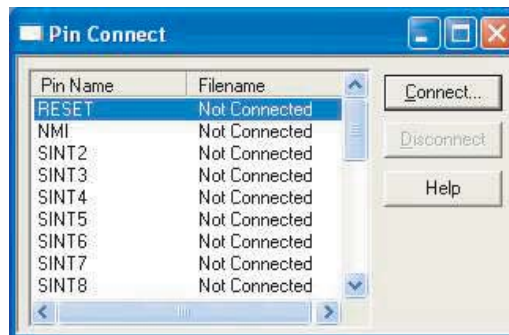 Pin Connect
Pin Name Filename
RESET Not Connected
NMI Not Connected
SINT2 Not Connected
SINT3 Not Connected
SINT4 Not Connected
SINT5 Not Connected
SINT6 Not Connected
SINT7 Not Connected
SINT8 Not Connected
Connect...
Disconnect
Help